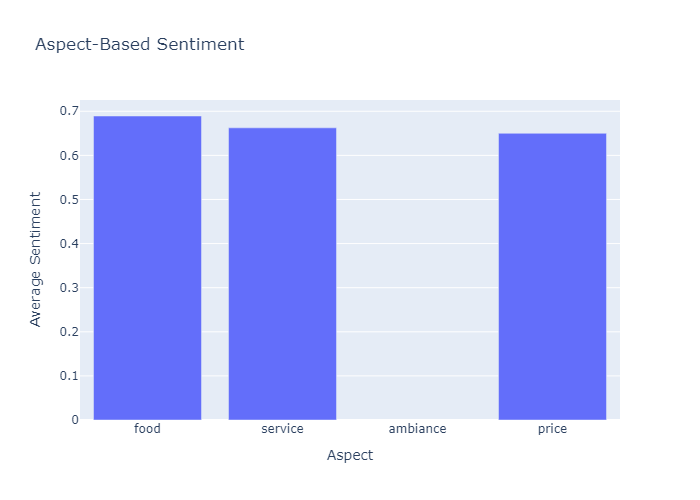 Aspect-Based Sentiment
Average Sentiment
0.7
0.6
0.5
0.4
0.3
0.2
0.1
0
food service ambiance price
Aspect